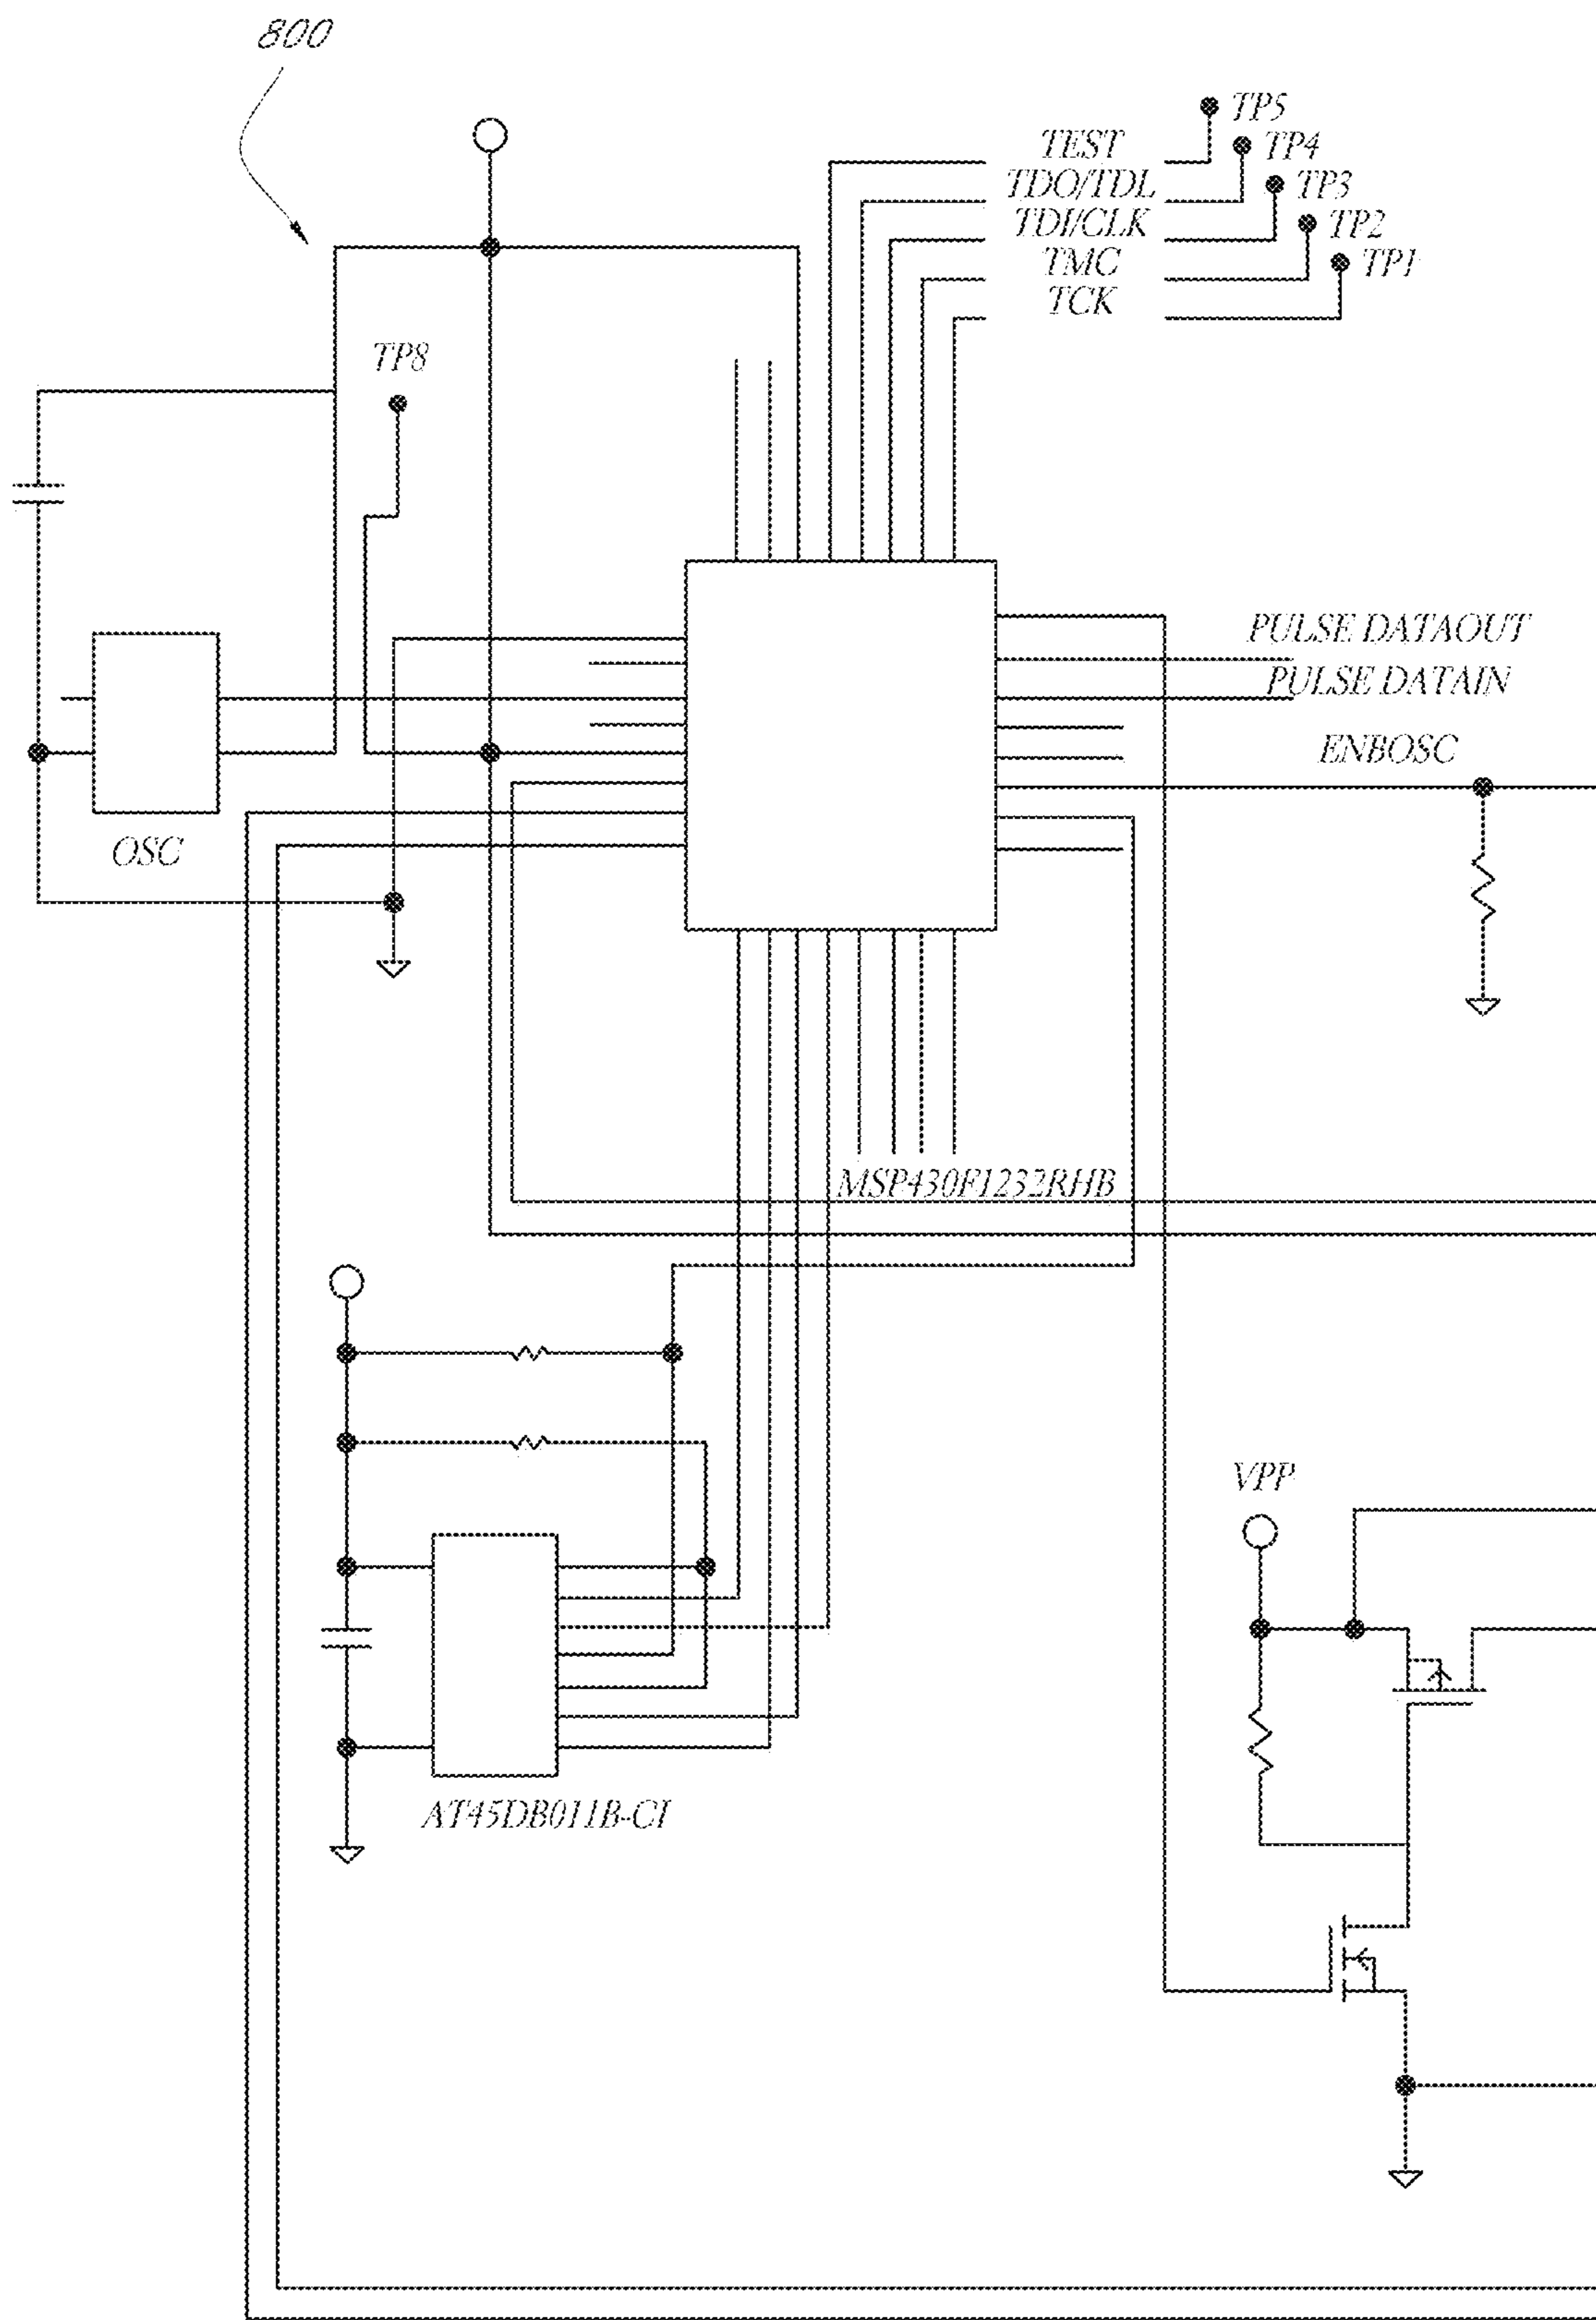 800
TP5
TEST
TP4
TDO/TDL
TP3
TDI/CLK
TP2
TMC
TP1
TCK
TP8
PULSE DATAOUT
PULSE DATAIN
ENBOSC
OSC
MSP430F1232RHB
VPP
AT45DB011B-CI